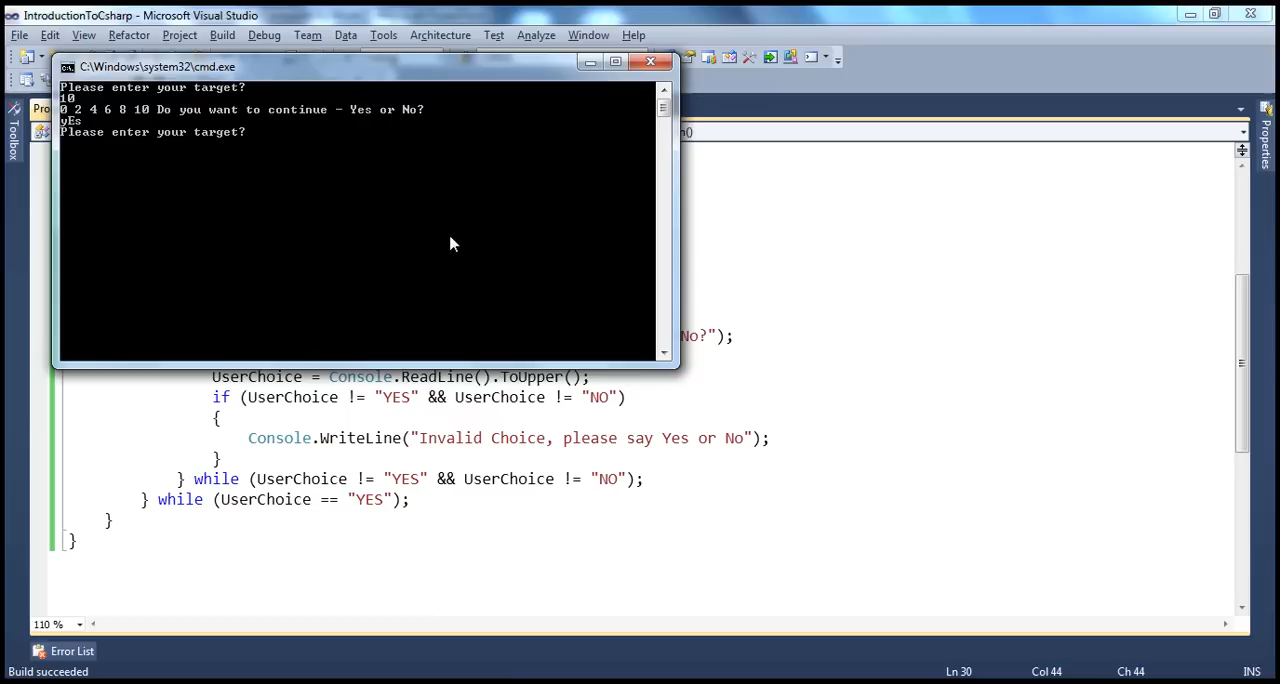 IntroductionToCsharp - Microsoft Visual Studio
File Edit View Refactor Project Build Debug Team Data Tools Architecture Test Analyze Window Help
C:\Windows\system32\cmd.exe
Please enter your target?
10
0 2 4 6 8 10 Do you want to continue - Yes or No?
yEs
Please enter your target?
Pro
()
Toolbox
Properties
No?");
UserChoice = Console.ReadLine().ToUpper();
if (UserChoice != "YES" && UserChoice != "NO")
{
Console.WriteLine("Invalid Choice, please say Yes or No");
}
} while (UserChoice != "YES" && UserChoice != "NO");
} while (UserChoice == "YES");
}
}
110 %
Error List
Build succeeded Ln 30 Col 44 Ch 44 INS